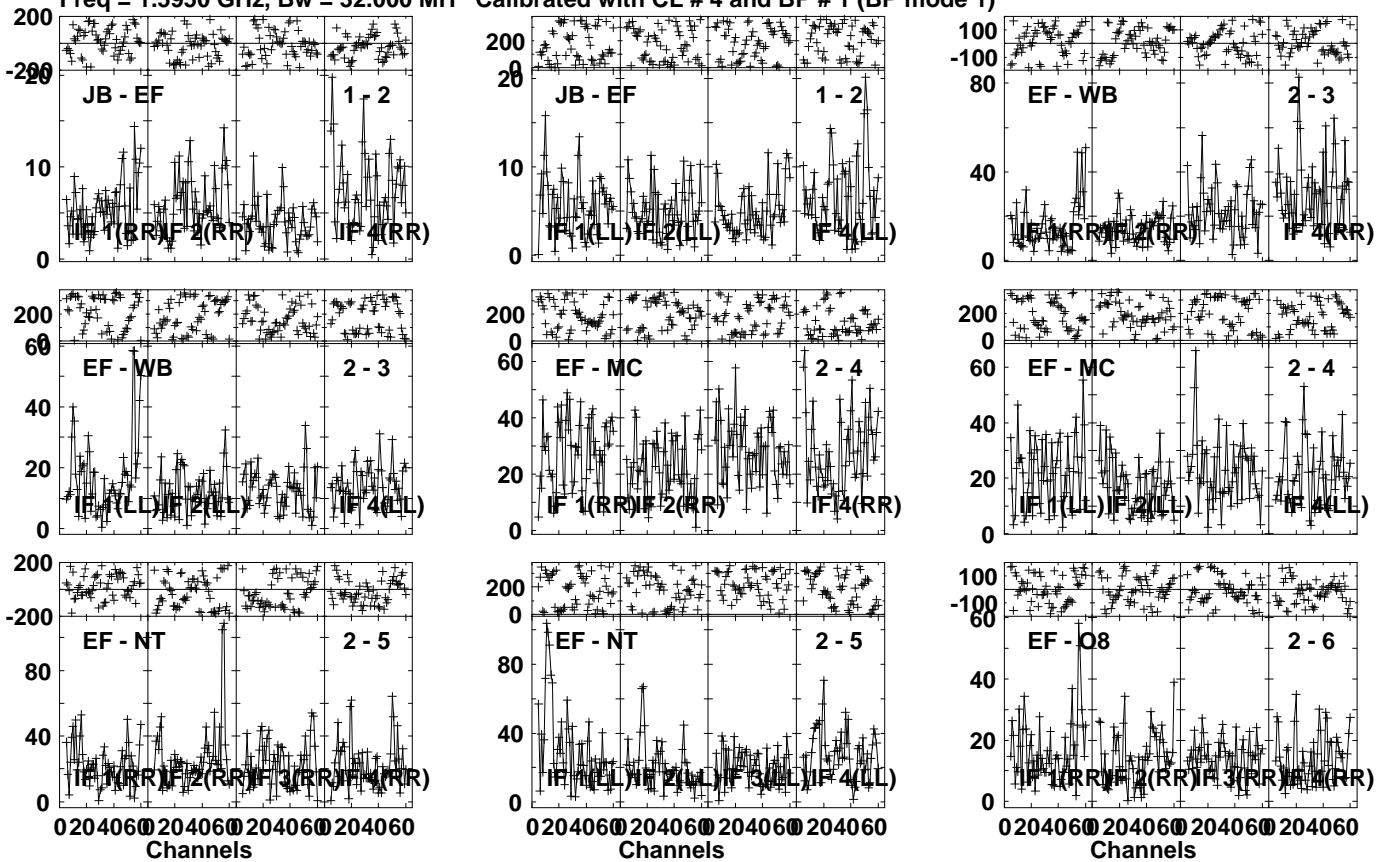 Freq = 1.5950 GHz, Bw = 32.000 MH Calibrated with CL # 4 and BP # 1 (BP mode 1)
200
-200
20
10
0
JB - EF
1 - 2
IF 1(RR)
IF 2(RR)
IF 4(RR)
200
0
20
10
0
JB - EF
1 - 2
IF 1(LL)
IF 2(LL)
IF 4(LL)
100
-100
80
40
0
EF - WB
2 - 3
IF 1(RR)
IF 2(RR)
IF 4(RR)
200
0
60
40
20
0
EF - WB
2 - 3
IF 1(LL)
IF 2(LL)
IF 4(LL)
200
0
60
40
20
0
EF - MC
2 - 4
IF 1(RR)
IF 2(RR)
IF 4(RR)
200
0
60
40
20
0
EF - MC
2 - 4
IF 1(LL)
IF 2(LL)
IF 4(LL)
200
-200
80
40
0
EF - NT
2 - 5
IF 1(RR)
IF 2(RR)
IF 3(RR)
IF 4(RR)
0 20 40 60 0 20 40 60 0 20 40 60 0 20 40 60
Channels
200
0
80
40
0
EF - NT
2 - 5
IF 1(LL)
IF 2(LL)
IF 3(LL)
IF 4(LL)
0 20 40 60 0 20 40 60 0 20 40 60 0 20 40 60
Channels
100
-100
60
40
20
0
EF - O8
2 - 6
IF 1(RR)
IF 2(RR)
IF 3(RR)
IF 4(RR)
0 20 40 60 0 20 40 60 0 20 40 60 0 20 40 60
Channels